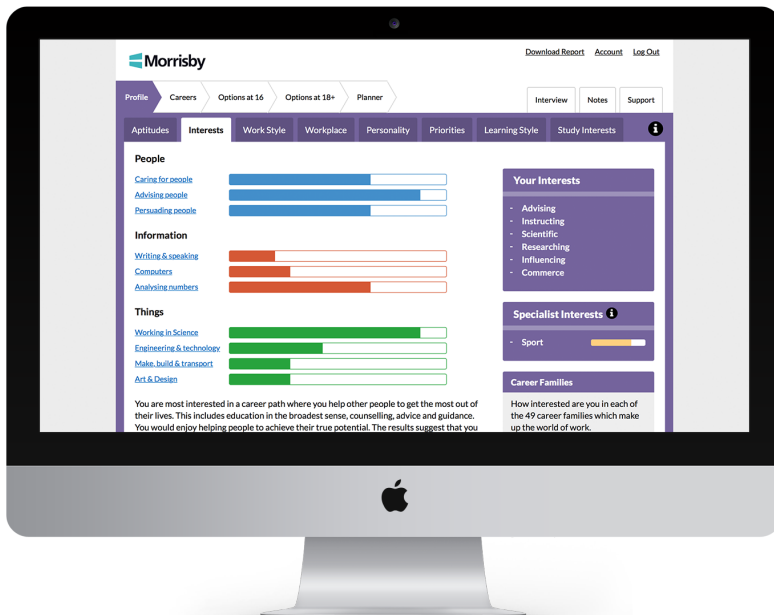 Morrisby
Download Report Account Log Out
Profile Careers Options at 16 Options at 18+ Planner
Interview Notes Support
Aptitudes Interests Work Style Workplace Personality Priorities Learning Style Study Interests i
People
Caring for people
Advising people
Persuading people
Information
Writing & speaking
Computers
Analysing numbers
Things
Working in Science
Engineering & technology
Make, build & transport
Art & Design
You are most interested in a career path where you help other people to get the most out of
their lives. This includes education in the broadest sense, counselling, advice and guidance.
You would enjoy helping people to achieve their true potential. The results suggest that you
Your Interests
- Advising
- Instructing
- Scientific
- Researching
- Influencing
- Commerce
Specialist Interests i
- Sport
Career Families
How interested are you in each of
the 49 career families which make
up the world of work.